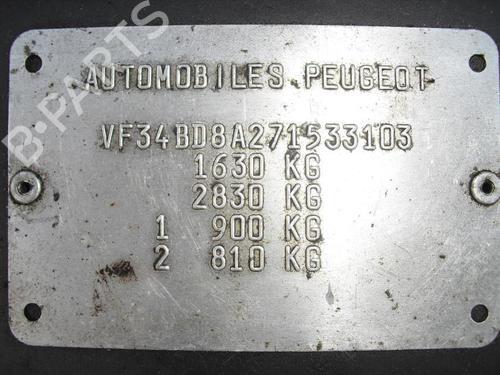 AUTOMOBILES PEUGEOT
VF34BD8A271533103
1630 KG
2830 KG
1 900 KG
2 810 KG
B-PARTS